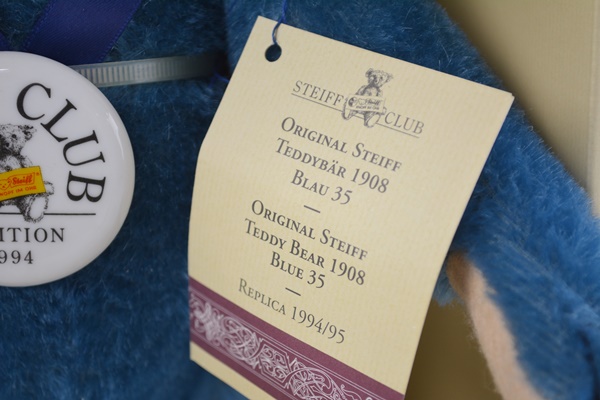 CLUB
Steiff
ITION
994
STEIFF CLUB
ORIGINAL STEIFF
TEDDYBÄR 1908
BLAU 35
—
ORIGINAL STEIFF
TEDDY BEAR 1908
BLUE 35
—
REPLICA 1994/95